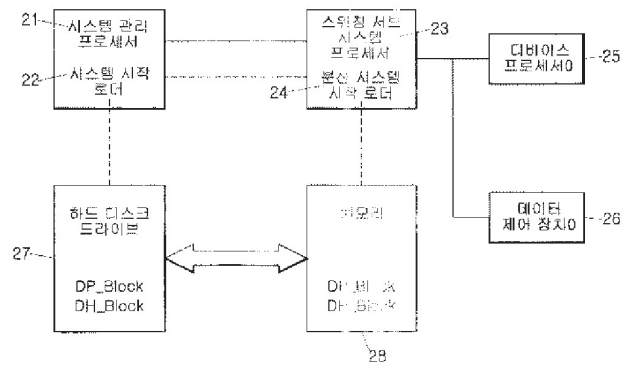 21
시스템 관리
프로세서
22
시스템 시작
로더
스위칭 서브
시스템
프로세서
23
24
분산 시스템
시작 로더
디바이스
프로세서0
25
데이타
제어 장치0
26
27
하드 디스크
드라이브
DP_Block
DH_Block
메모리
DP_Block
DH_Block
28